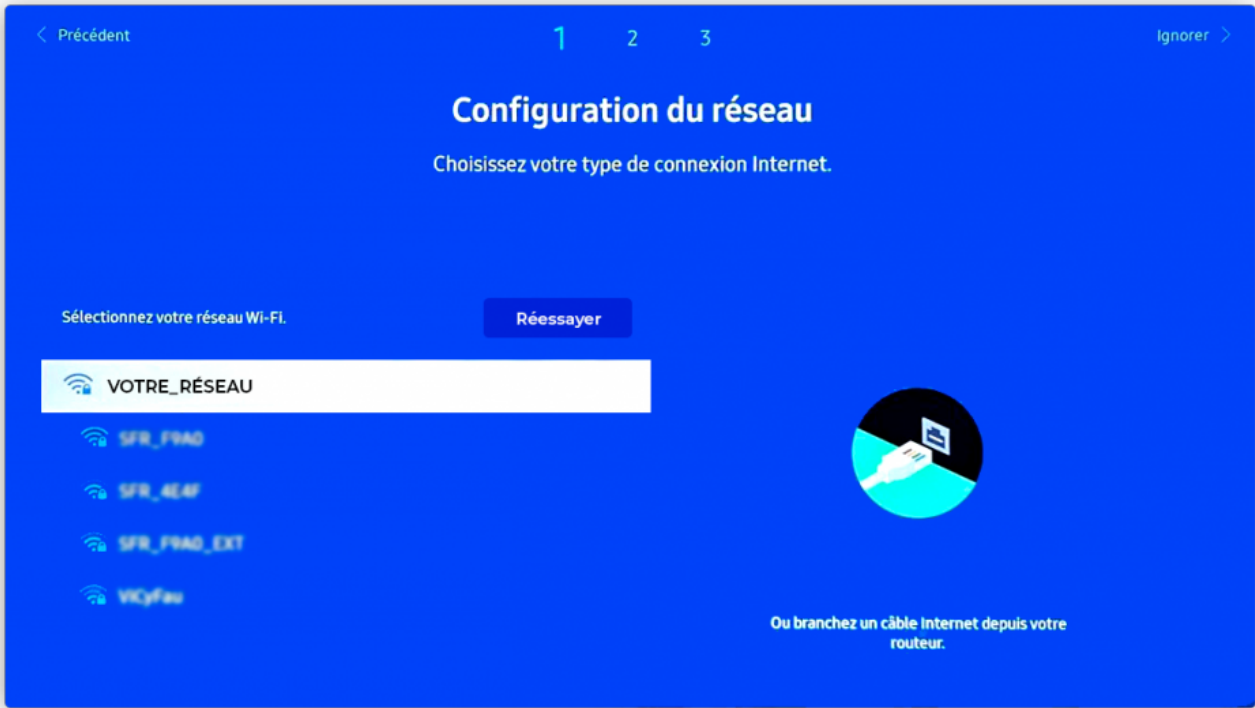 Précédent
1 2 3
Ignorer
Configuration du réseau
Choisissez votre type de connexion Internet.
Sélectionnez votre réseau Wi-Fi.
Réessayer
VOTRE_RÉSEAU
Ou branchez un câble Internet depuis votre
routeur.